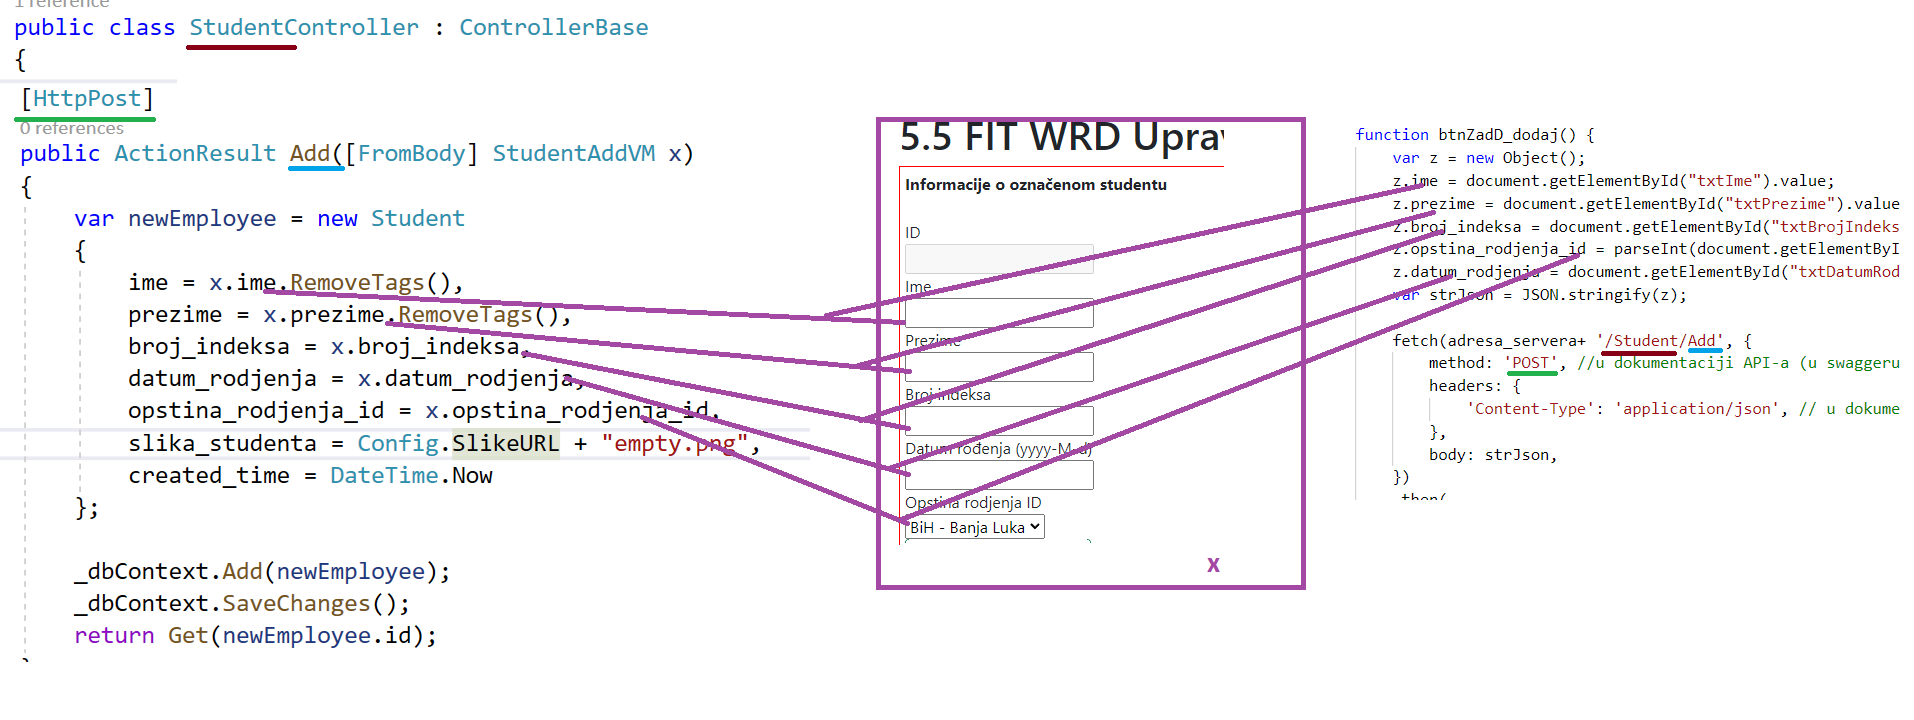 1 reference
public class StudentController : ControllerBase
{
[HttpPost]
0 references
public ActionResult Add([FromBody] StudentAddVM x)
{
var newEmployee = new Student
{
ime = x.ime.RemoveTags(),
prezime = x.prezime.RemoveTags(),
broj_indeksa = x.broj_indeksa,
datum_rodjenja = x.datum_rodjenja,
opstina_rodjenja_id = x.opstina_rodjenja_id,
slika_studenta = Config.SlikeURL + "empty.png",
created_time = DateTime.Now
};
_dbContext.Add(newEmployee);
_dbContext.SaveChanges();
return Get(newEmployee.id);
5.5 FIT WRD Uprav
Informacije o označenom studentu
ID
Ime
Prezime
Broj indeksa
Datum rođenja (yyyy-M-d)
Opstina rodjenja ID
BiH - Banja Luka
x
function btnZadD_dodaj() {
var z = new Object();
z.ime = document.getElementById("txtIme").value;
z.prezime = document.getElementById("txtPrezime").value
z.broj_indeksa = document.getElementById("txtBrojIndeks
z.opstina_rodjenja_id = parseInt(document.getElementByI
z.datum_rodjenja = document.getElementById("txtDatumRod
var strJson = JSON.stringify(z);
fetch(adresa_servera+ '/Student/Add', {
method: 'POST', //u dokumentaciji API-a (u swaggeru
headers: {
'Content-Type': 'application/json', // u dokume
},
body: strJson,
})
.then(